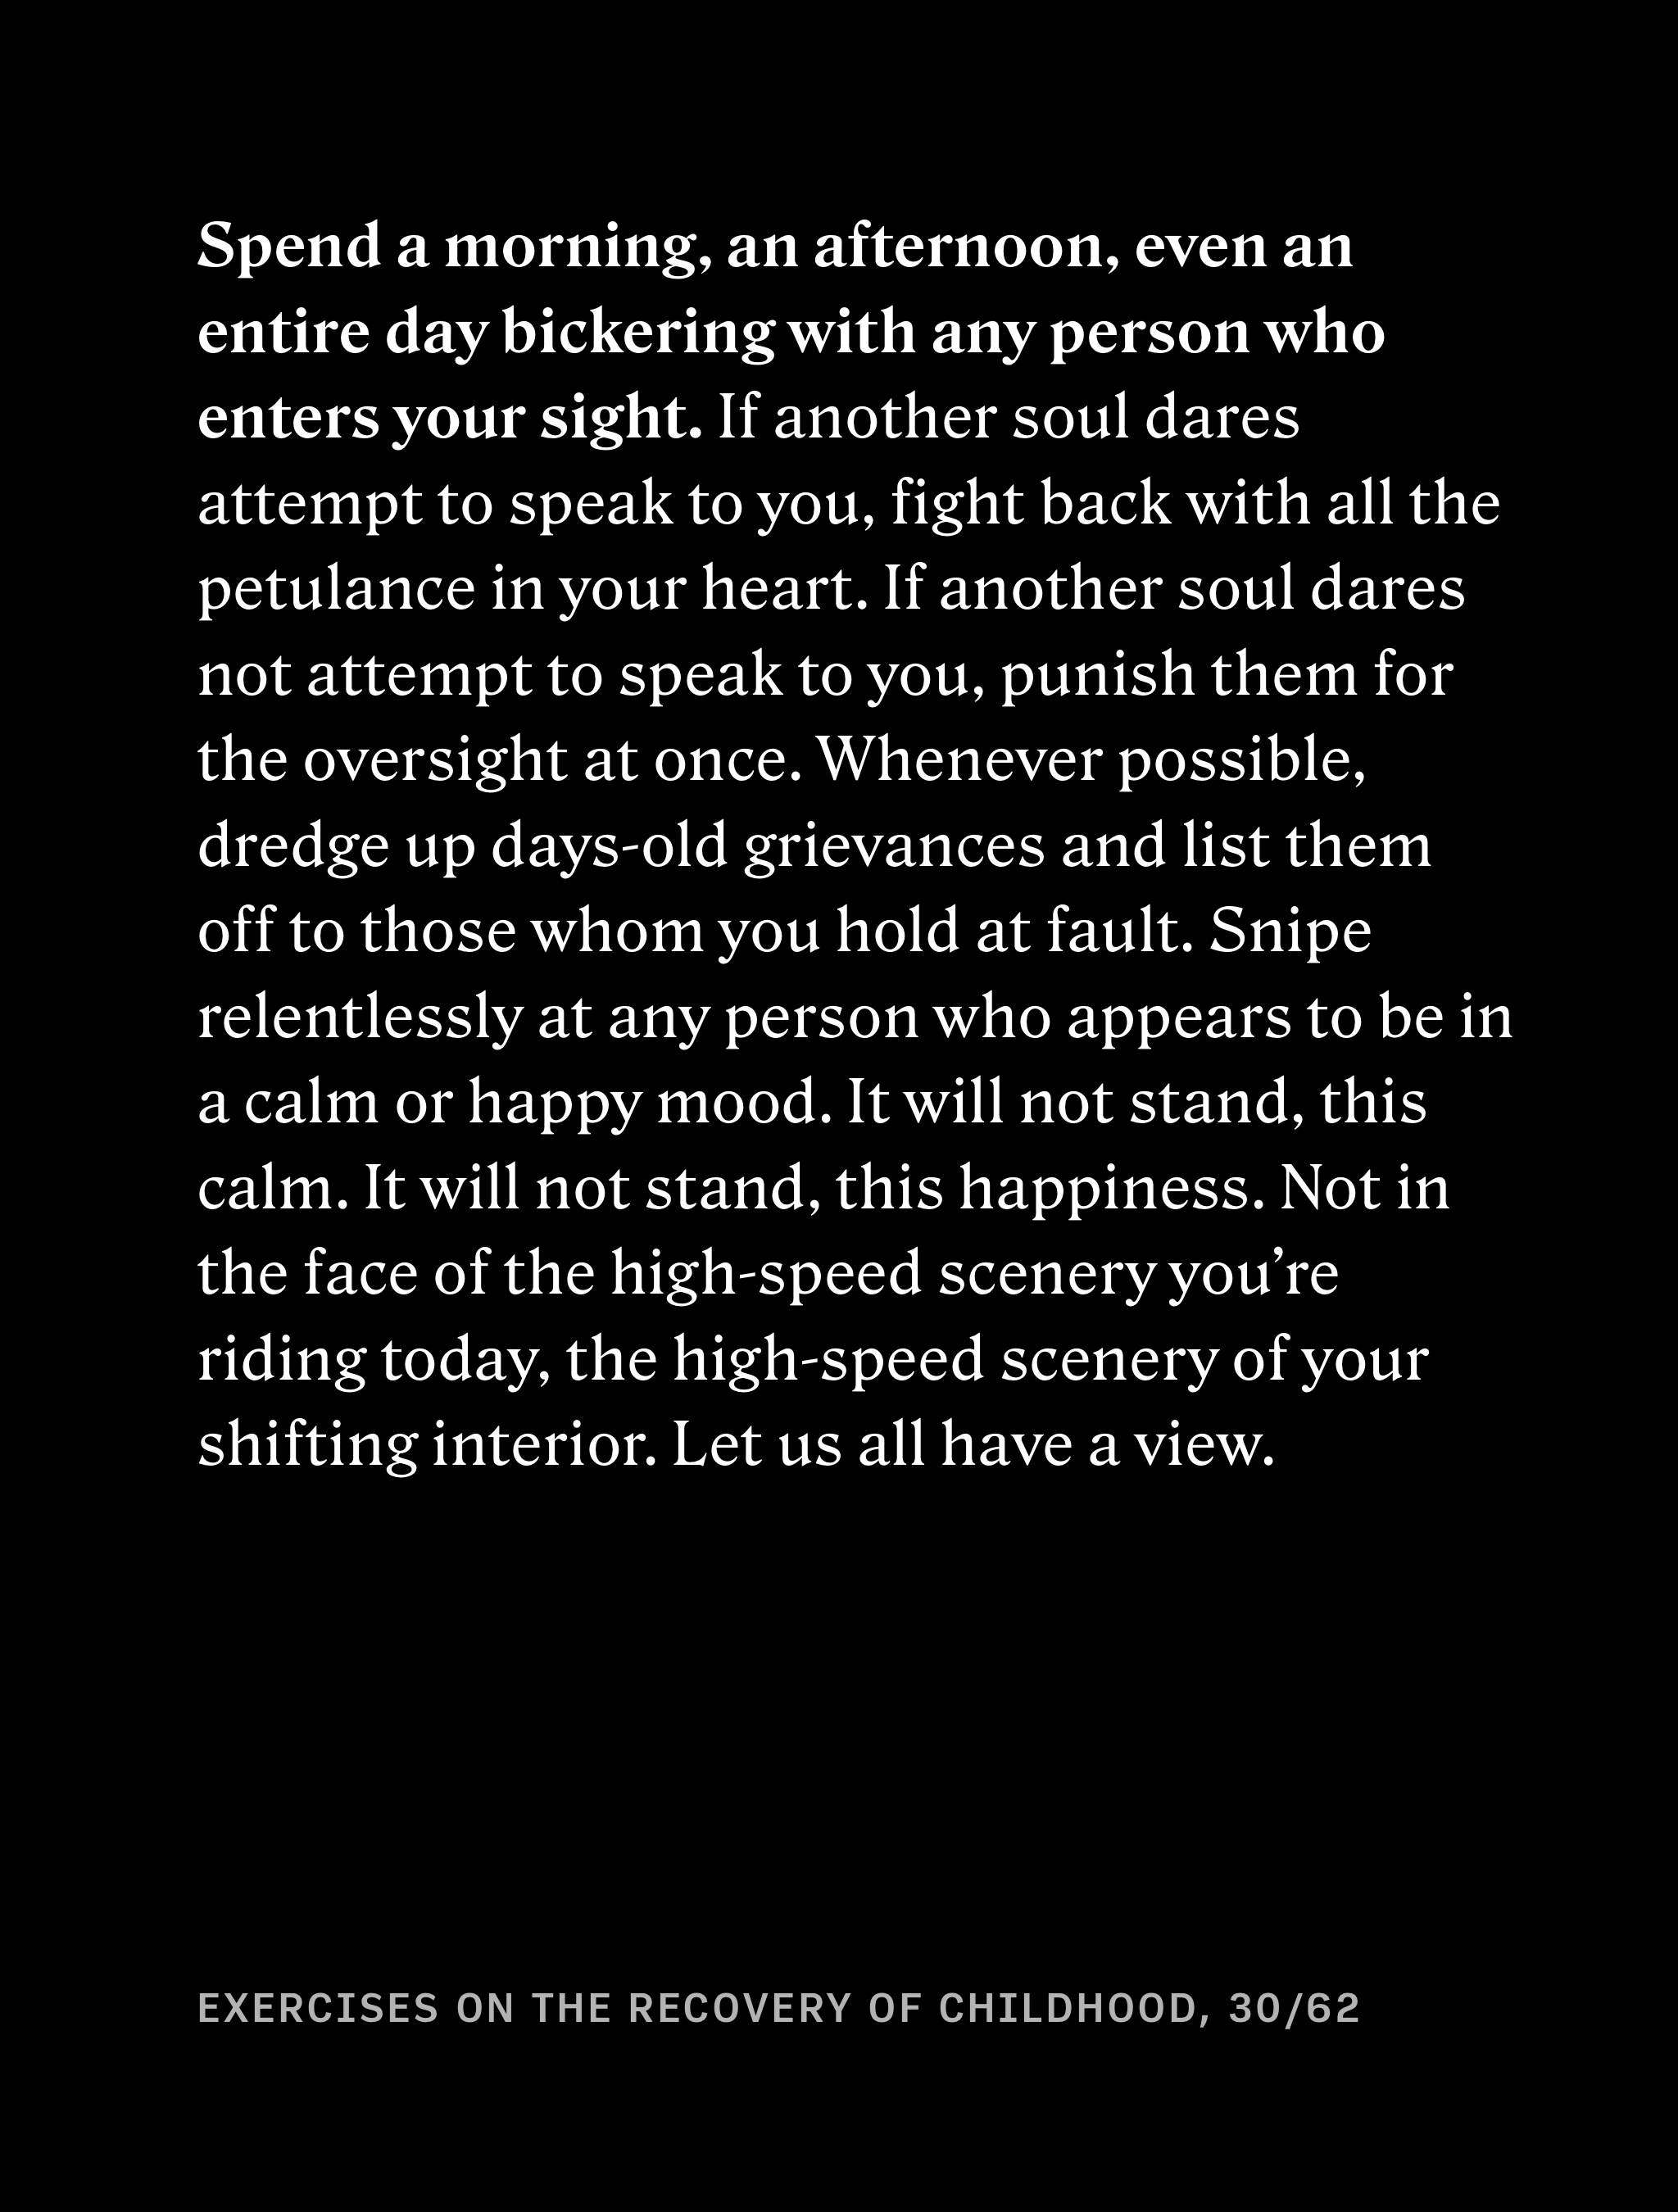 Spend a morning, an afternoon, even an
entire day bickering with any person who
enters your sight. If another soul dares
attempt to speak to you, fight back with all the
petulance in your heart. If another soul dares
not attempt to speak to you, punish them for
the oversight at once. Whenever possible,
dredge up days-old grievances and list them
off to those whom you hold at fault. Snipe
relentlessly at any person who appears to be in
a calm or happy mood. It will not stand, this
calm. It will not stand, this happiness. Not in
the face of the high-speed scenery you’re
riding today, the high-speed scenery of your
shifting interior. Let us all have a view.
EXERCISES ON THE RECOVERY OF CHILDHOOD, 30/62